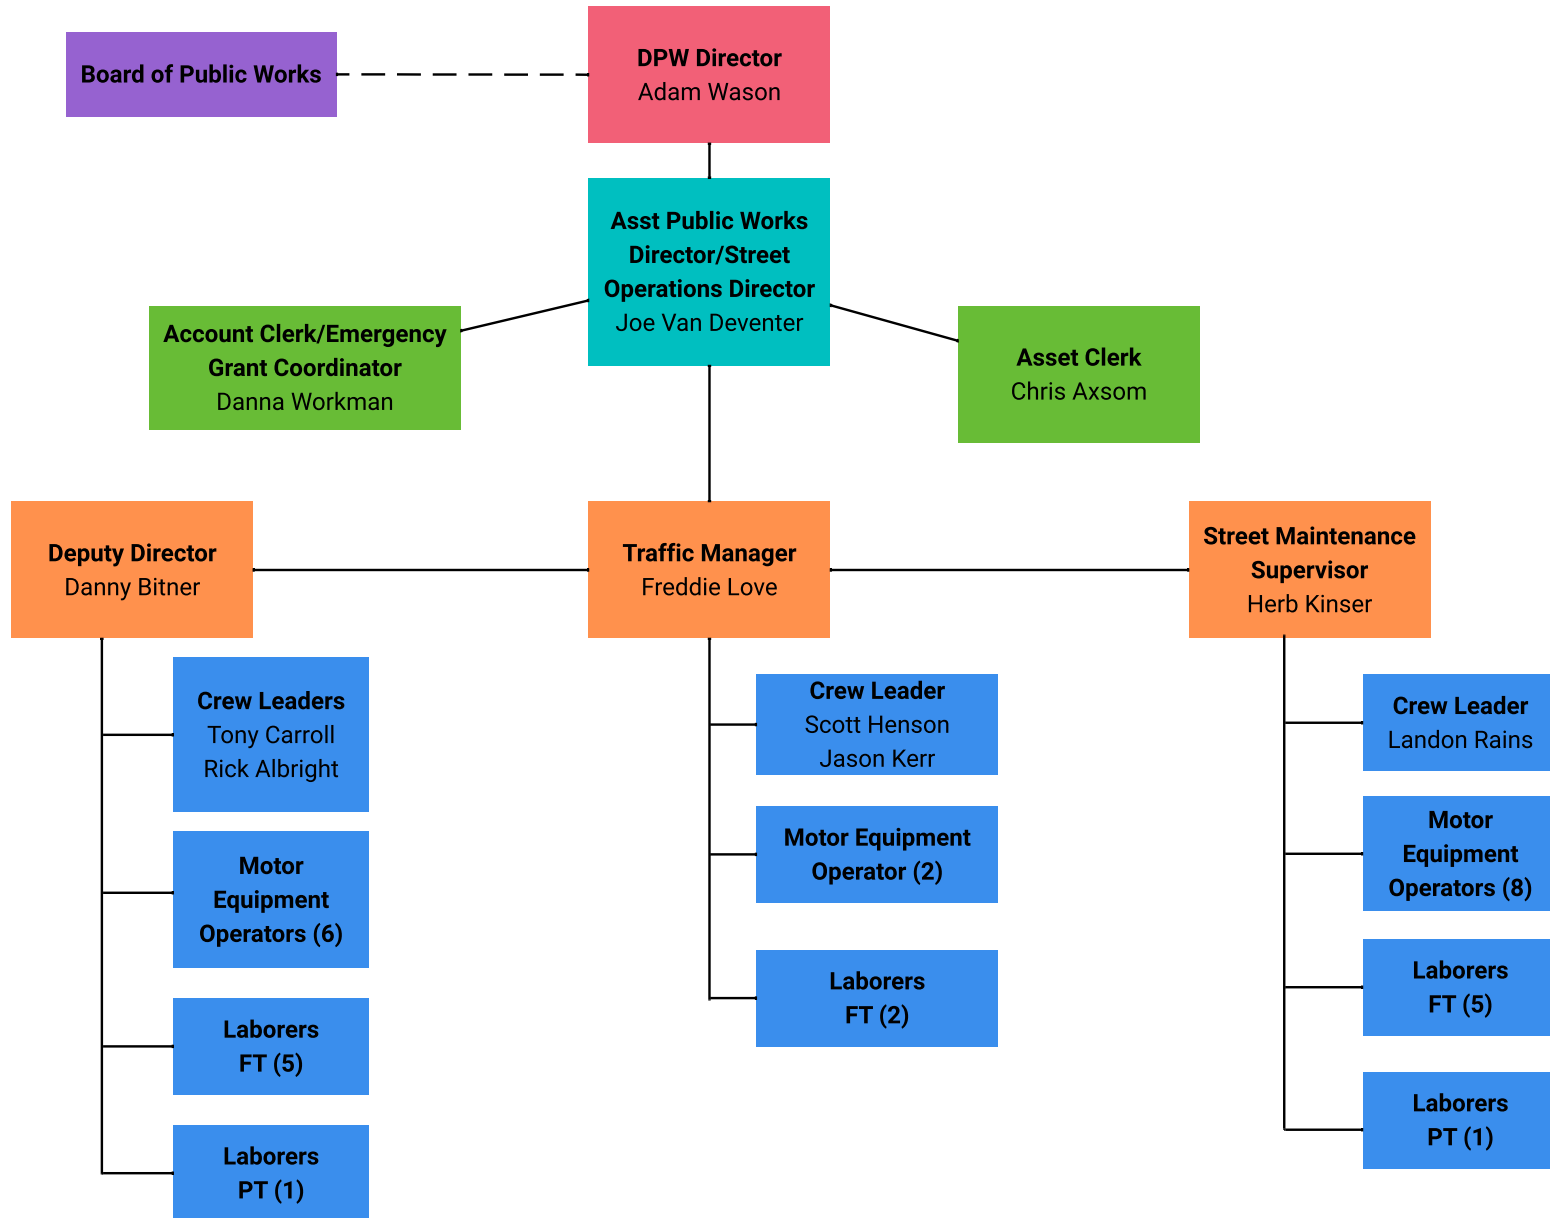 Board of Public Works
DPW Director
Adam Wason
Asst Public Works
Director/Street
Operations Director
Joe Van Deventer
Account Clerk/Emergency
Grant Coordinator
Danna Workman
Asset Clerk
Chris Axsom
Deputy Director
Danny Bitner
Traffic Manager
Freddie Love
Street Maintenance
Supervisor
Herb Kinser
Crew Leaders
Tony Carroll
Rick Albright
Motor
Equipment
Operators (6)
Laborers
FT (5)
Laborers
PT (1)
Crew Leader
Scott Henson
Jason Kerr
Motor Equipment
Operator (2)
Laborers
FT (2)
Crew Leader
Landon Rains
Motor
Equipment
Operators (8)
Laborers
FT (5)
Laborers
PT (1)